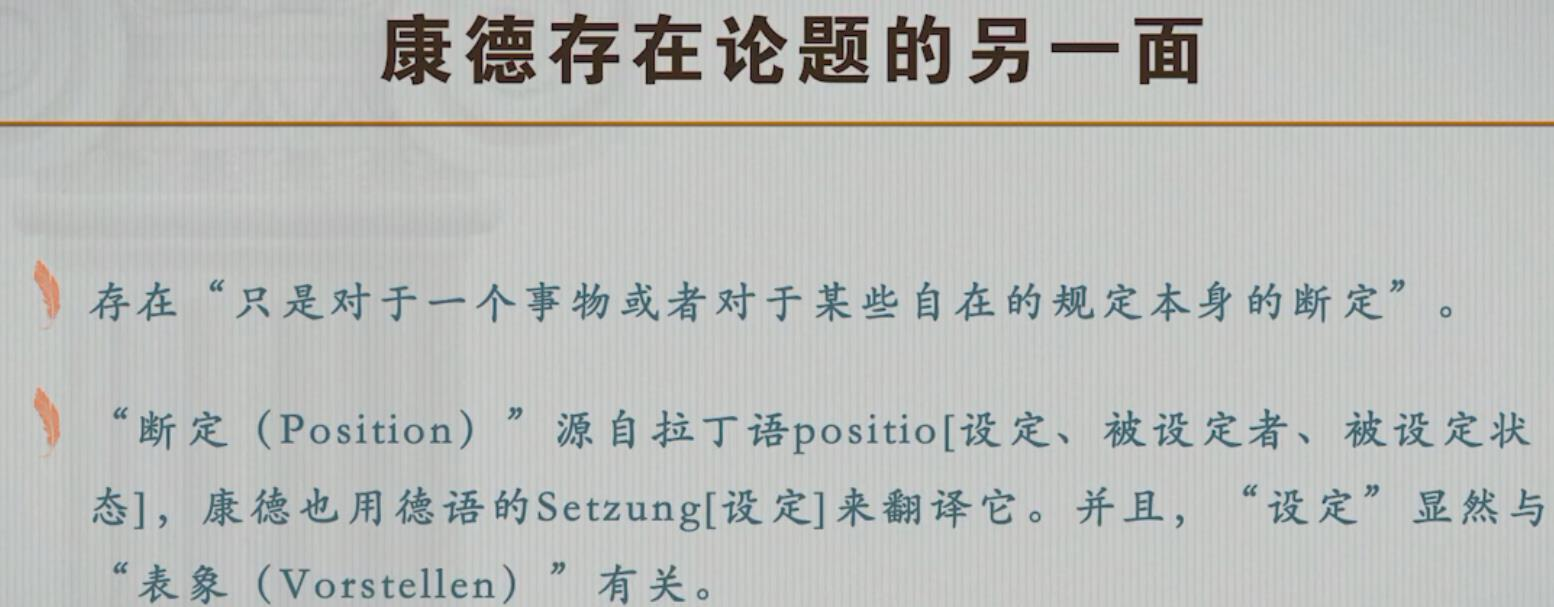 康德存在论题的另一面
存在“只是对于一个事物或者对于某些自在的规定本身的断定”。
“断定（Position）”源自拉丁语positio[设定、被设定者、被设定状
态]，康德也用德语的Setzung[设定]来翻译它。并且，“设定”显然与
“表象（Vorstellen）”有关。